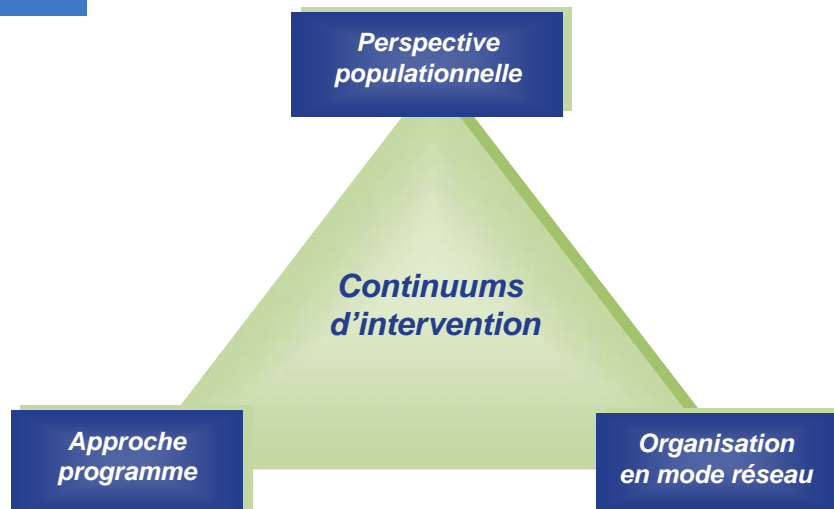 Perspective
populationnelle
Continuums
d’intervention
Approche
programme
Organisation
en mode réseau